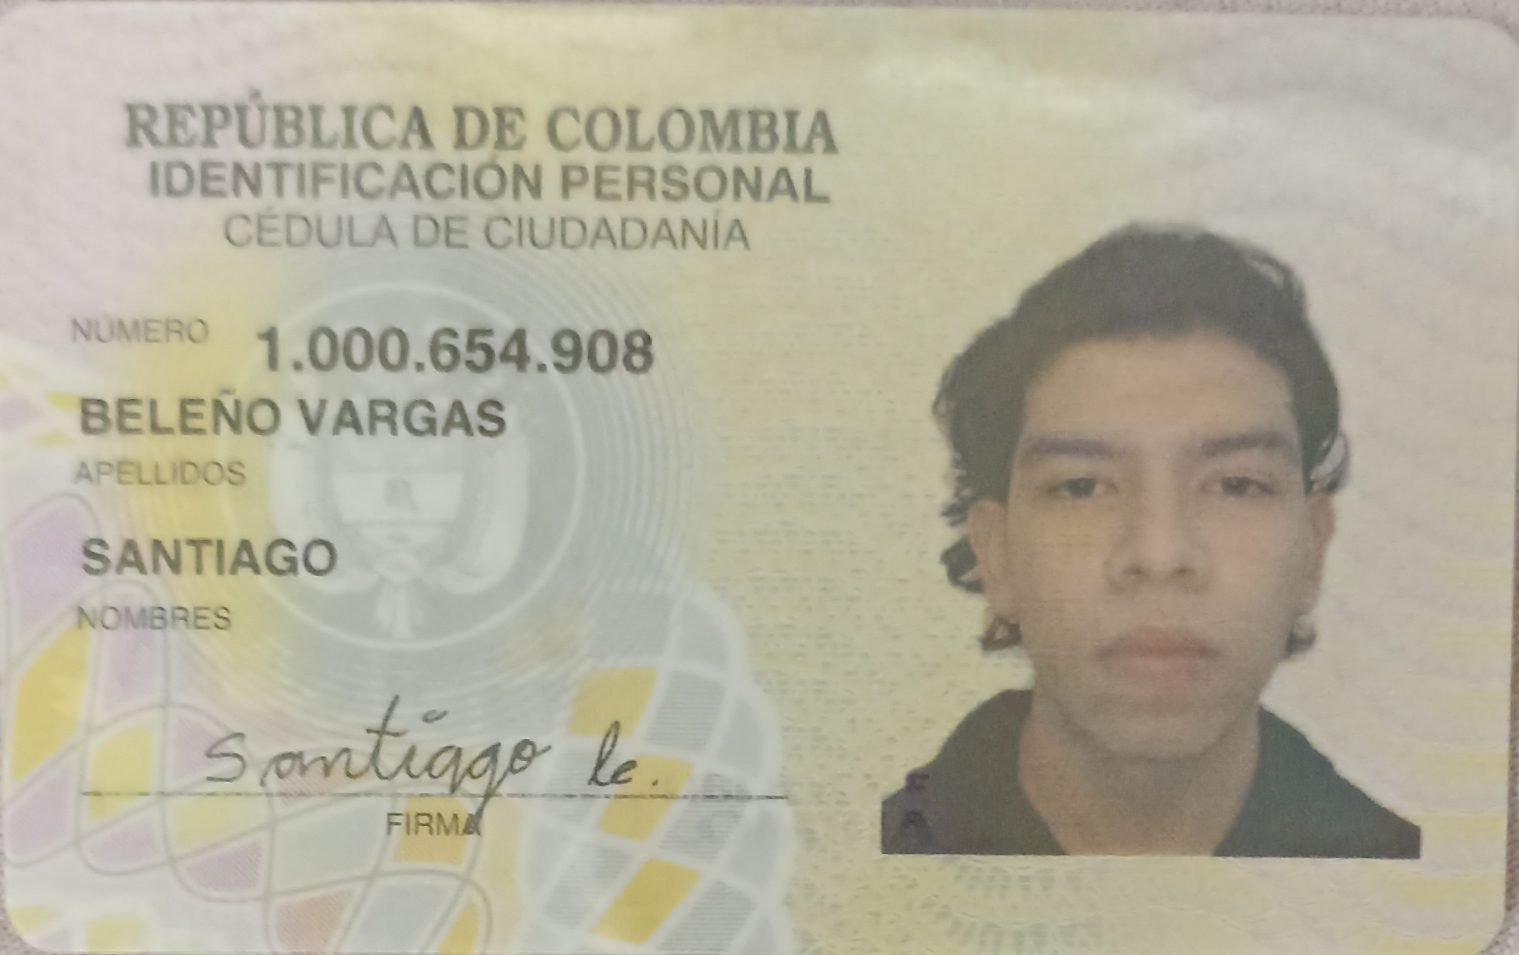 REPÚBLICA DE COLOMBIA
IDENTIFICACIÓN PERSONAL
CÉDULA DE CIUDADANÍA
NÚMERO 1.000.654.908
BELEÑO VARGAS
APELLIDOS
SANTIAGO
NOMBRES
Santiago
FIRMA